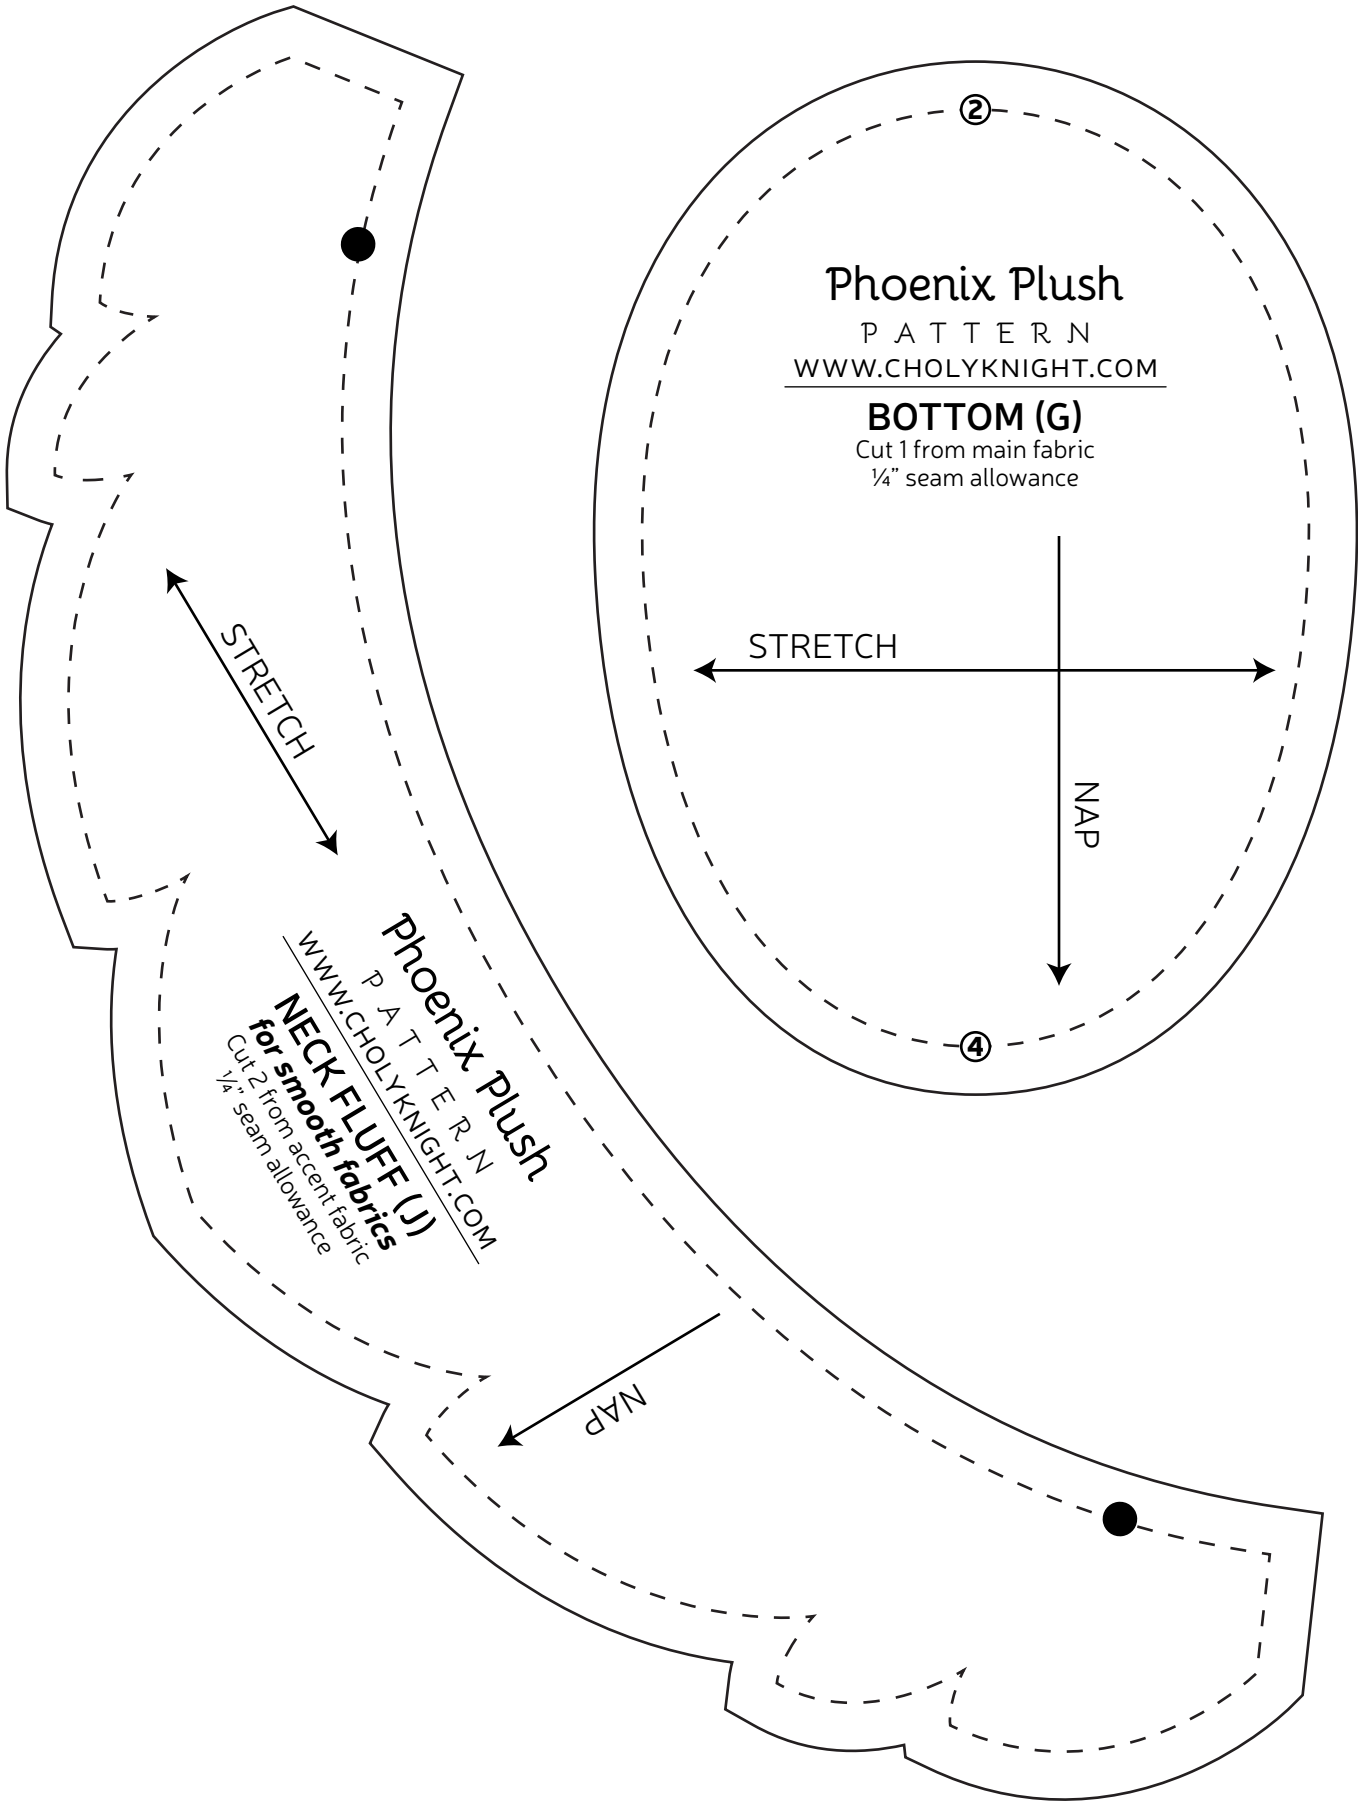 2
Phoenix Plush
PATTERN
WWW.CHOLYKNIGHT.COM
BOTTOM (G)
Cut 1 from main fabric
¼” seam allowance
STRETCH
NAP
4
STRETCH
Phoenix Plush
PATTERN
WWW.CHOLYKNIGHT.COM
NECK FLUFF (J)
for smooth fabrics
Cut 2 from accent fabric
¼” seam allowance
NAP